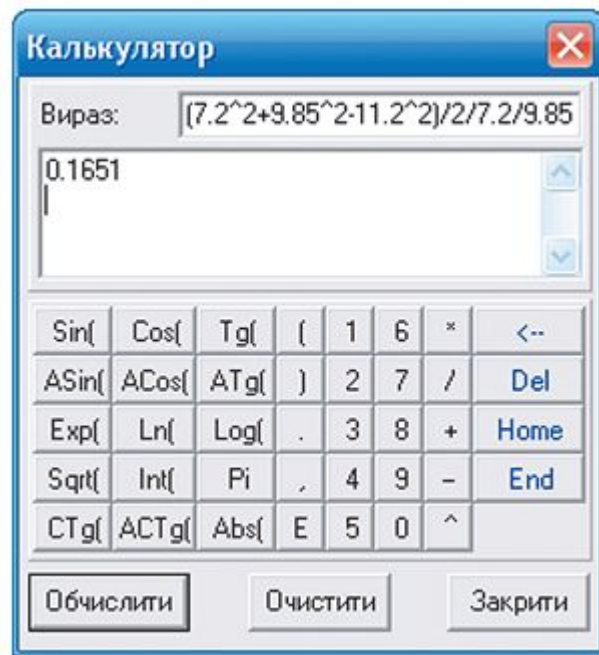 Калькулятор
Вираз: (7.2^2+9.85^2-11.2^2)/2/7.2/9.85
0.1651
Sin( Cos( Tg( ( 1 6 * <--
ASin( ACos( ATg( ) 2 7 / Del
Exp( Ln( Log( . 3 8 + Home
Sqrt( Int( Pi , 4 9 - End
CTg( ACTg( Abs( E 5 0 ^
Обчислити Очистити Закрити